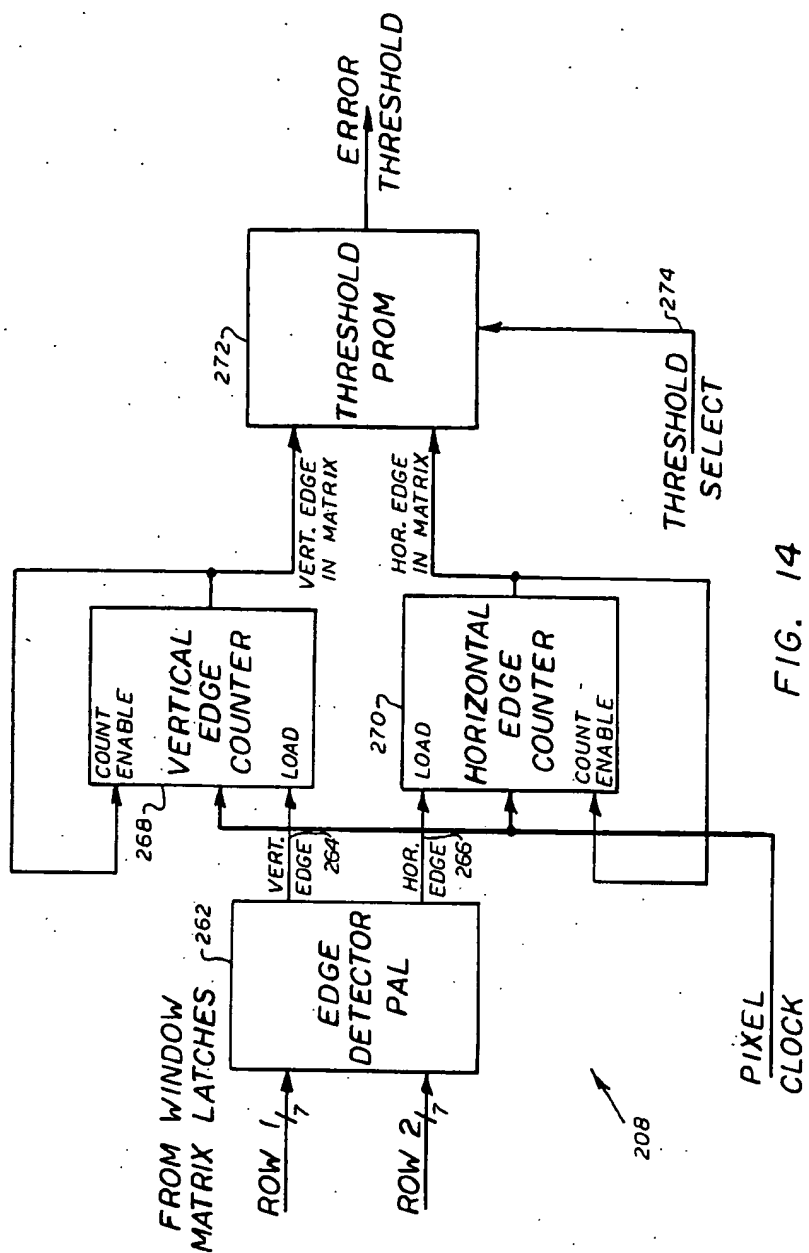 FROM WINDOW
MATRIX LATCHES
ROW 1 / 7
ROW 2 / 7
262
EDGE
DETECTOR
PAL
VERT.
EDGE
264
HOR.
EDGE
266
268
COUNT
ENABLE
VERTICAL
EDGE
COUNTER
LOAD
270
LOAD
HORIZONTAL
EDGE
COUNTER
COUNT
ENABLE
VERT. EDGE
IN MATRIX
HOR. EDGE
IN MATRIX
272
THRESHOLD
PROM
ERROR
THRESHOLD
274
THRESHOLD
SELECT
PIXEL
CLOCK
208
FIG. 14